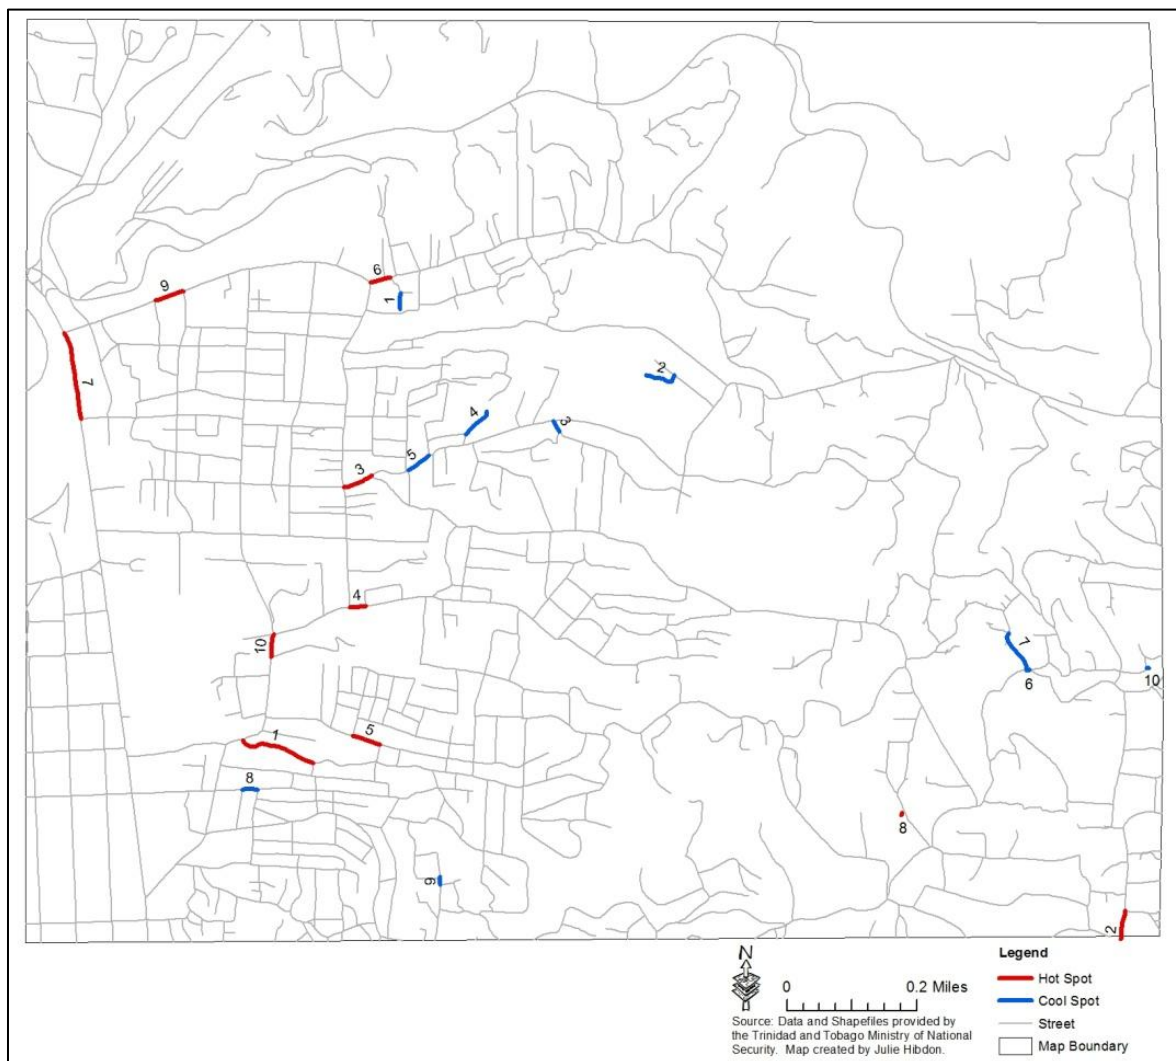 6
9
1
7
2
4
3
5
3
4
10
7
10
6
1
5
8
8
9
2
N
0
0.2 Miles
Source: Data and Shapefiles provided by
the Trinidad and Tobago Ministry of National
Security. Map created by Julie Hibdon.
Legend
Hot Spot
Cool Spot
Street
Map Boundary